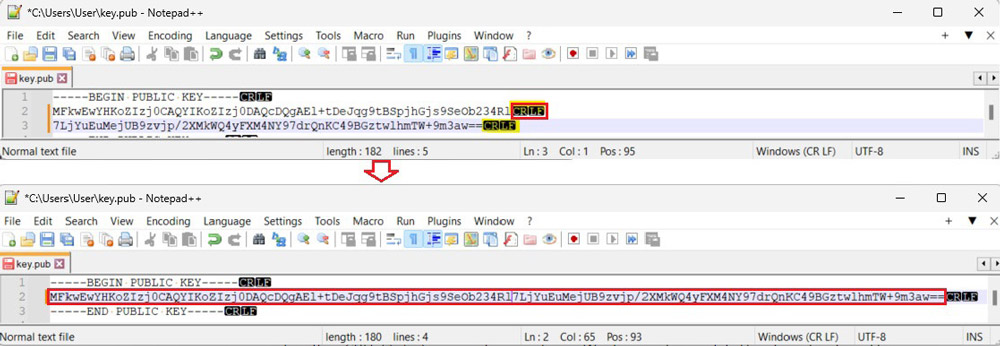 *C:\Users\User\key.pub - Notepad++
File Edit Search View Encoding Language Settings Tools Macro Run Plugins Window ?
key.pub
1 -----BEGIN PUBLIC KEY-----CRLF
2 MFkwEwYHKoZIzj0CAQYIKoZIzj0DAQcDQgAEl+tDeJqg9tBSpjhGjs9SeOb234RlCRLF
3 7LjYuEuMejUB9zvjp/2XMkWQ4yFXM4NY97drQnKC49BGztwlhmTW+9m3aw==CRLF
Normal text file length : 182 lines : 5 Ln : 3 Col : 1 Pos : 95 Windows (CR LF) UTF-8 INS
*C:\Users\User\key.pub - Notepad++
File Edit Search View Encoding Language Settings Tools Macro Run Plugins Window ?
key.pub
1 -----BEGIN PUBLIC KEY-----CRLF
2 MFkwEwYHKoZIzj0CAQYIKoZIzj0DAQcDQgAEl+tDeJqg9tBSpjhGjs9SeOb234Rl7LjYuEuMejUB9zvjp/2XMkWQ4yFXM4NY97drQnKC49BGztwlhmTW+9m3aw==CRLF
3 -----END PUBLIC KEY-----CRLF
Normal text file length : 180 lines : 4 Ln : 2 Col : 65 Pos : 93 Windows (CR LF) UTF-8 INS